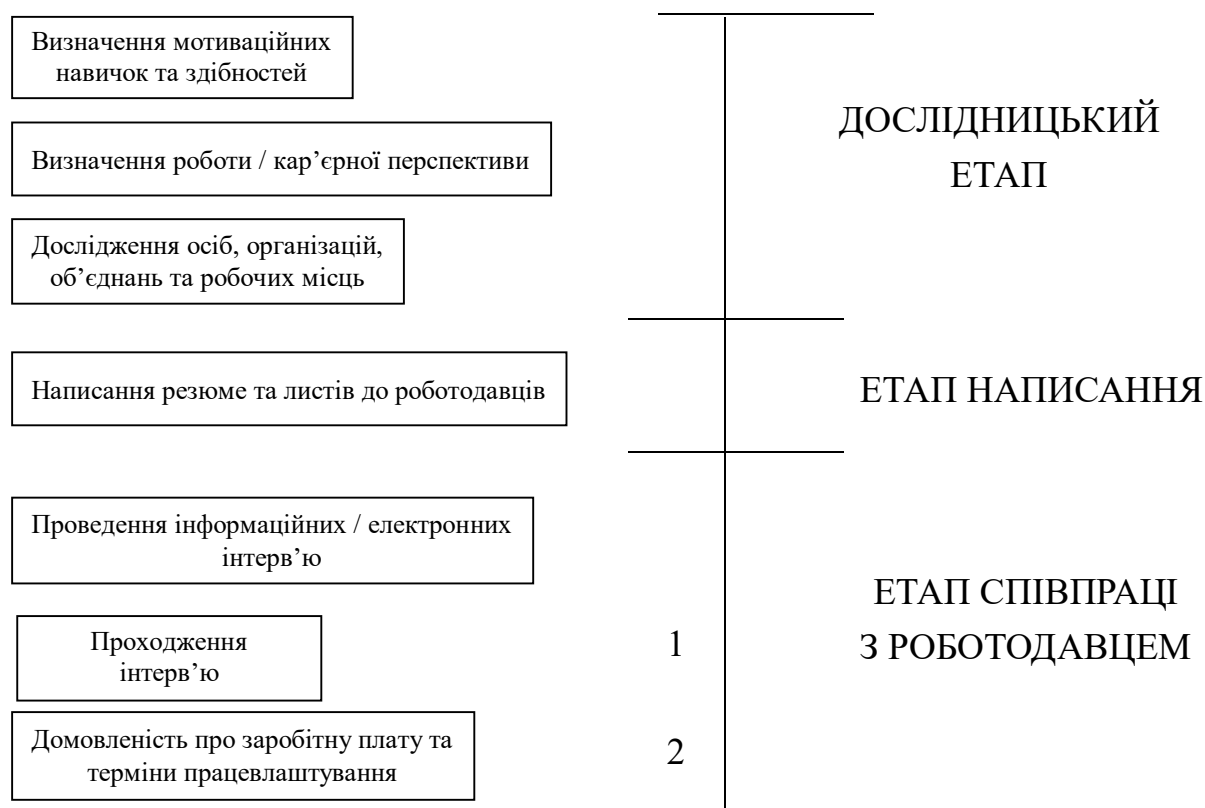 Визначення мотиваційних
навичок та здібностей
Визначення роботи / кар’єрної перспективи
Дослідження осіб, організацій,
об’єднань та робочих місць
ДОСЛІДНИЦЬКИЙ
ЕТАП
Написання резюме та листів до роботодавців
ЕТАП НАПИСАННЯ
Проведення інформаційних / електронних
інтерв’ю
Проходження
інтерв’ю
1
Домовленість про заробітну плату та
терміни працевлаштування
2
ЕТАП СПІВПРАЦІ
З РОБОТОДАВЦЕМ